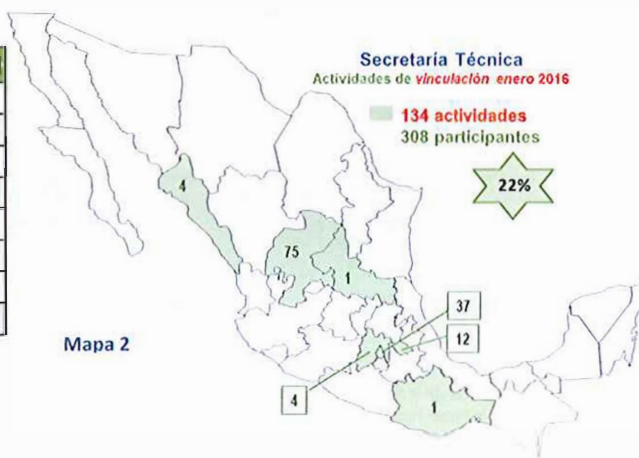 Secretaría Técnica
Actividades de vinculación enero 2016
134 actividades
308 participantes
22%
4
75
1
37
12
4
1
Mapa 2